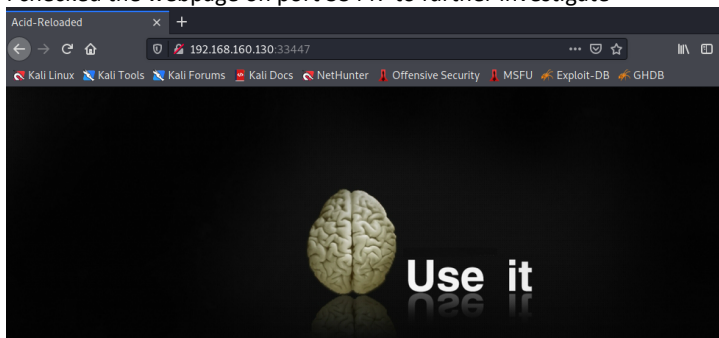 Acid-Reloaded
192.168.160.130:33447
Kali Linux Kali Tools Kali Forums Kali Docs NetHunter Offensive Security MSFU Exploit-DB GHDB
Use it